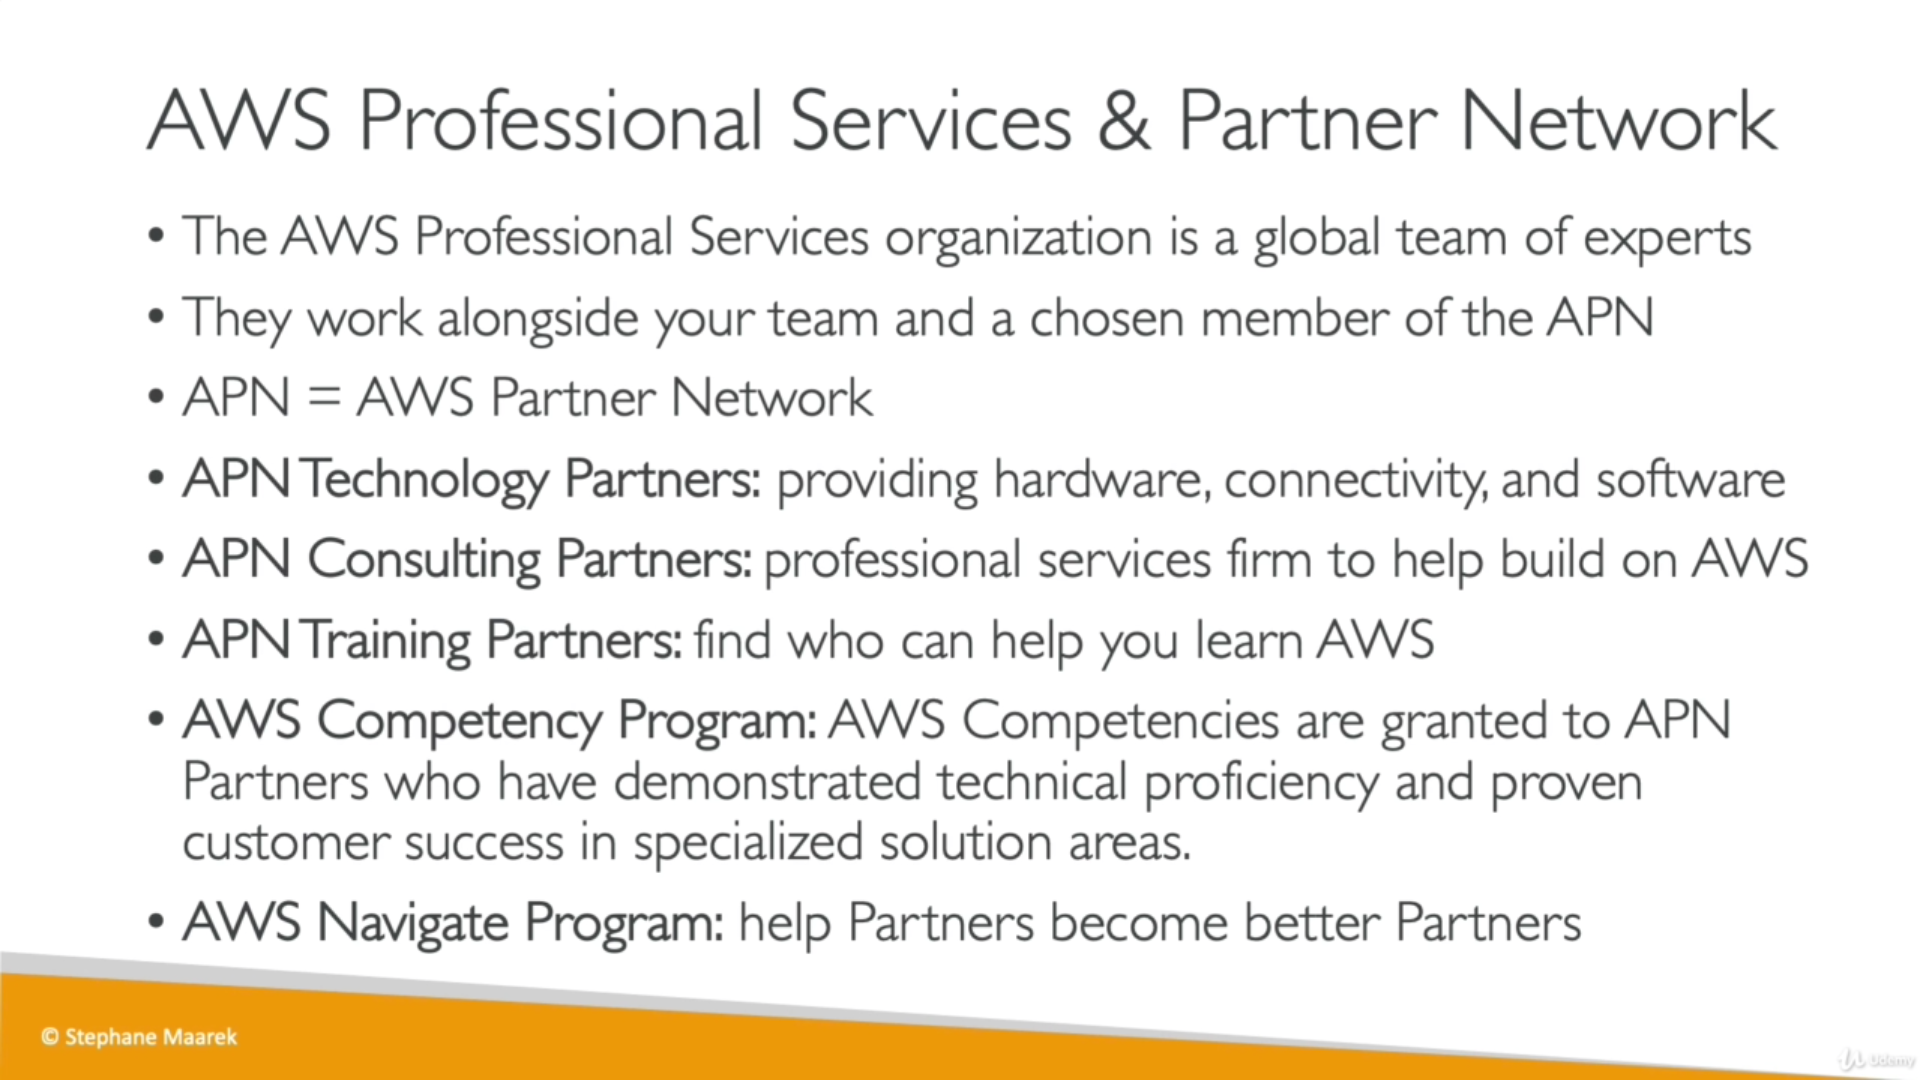 AWS Professional Services & Partner Network
• The AWS Professional Services organization is a global team of experts
• They work alongside your team and a chosen member of the APN
• APN = AWS Partner Network
• APN Technology Partners: providing hardware, connectivity, and software
• APN Consulting Partners: professional services firm to help build on AWS
• APN Training Partners: find who can help you learn AWS
• AWS Competency Program: AWS Competencies are granted to APN
Partners who have demonstrated technical proficiency and proven
customer success in specialized solution areas.
• AWS Navigate Program: help Partners become better Partners
© Stephane Maarek
Udemy